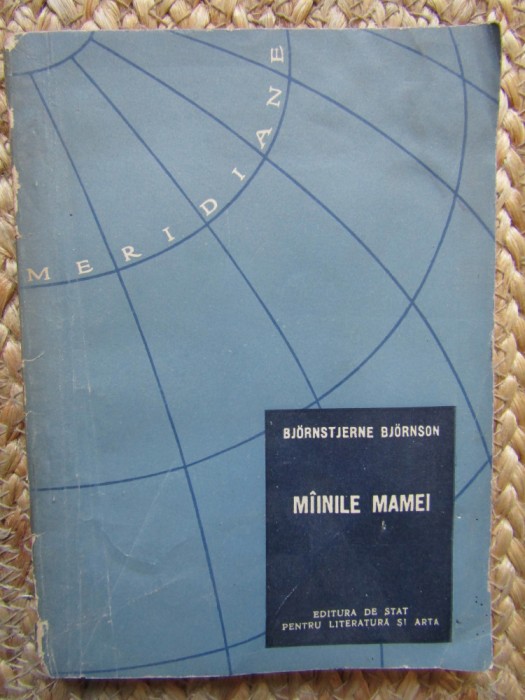 MERIDIANE
BJÖRNSTJERNE BJÖRNSON
MÎINILE MAMEI
EDITURA DE STAT
PENTRU LITERATURĂ ȘI ARTĂ